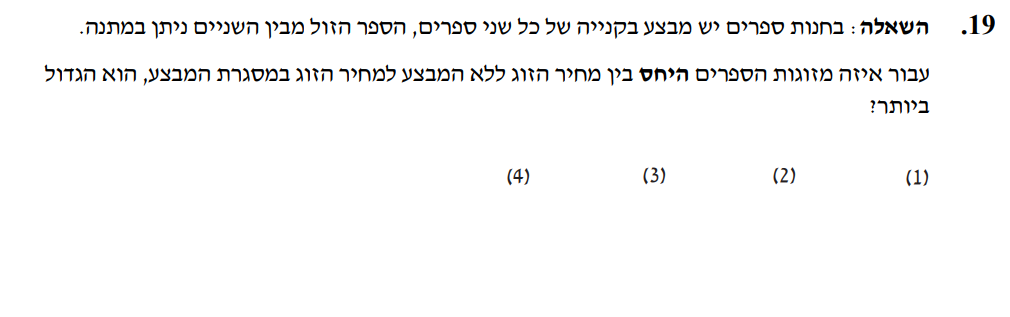 19. השאלה: בחנות ספרים יש מבצע בקנייה של כל שני ספרים, הספר הזול מבין השניים ניתן במתנה.
עבור איזה מזוגות הספרים היחס בין מחיר הזוג ללא המבצע למחיר הזוג במסגרת המבצע, הוא הגדול
ביותר?
(1) (2) (3) (4)